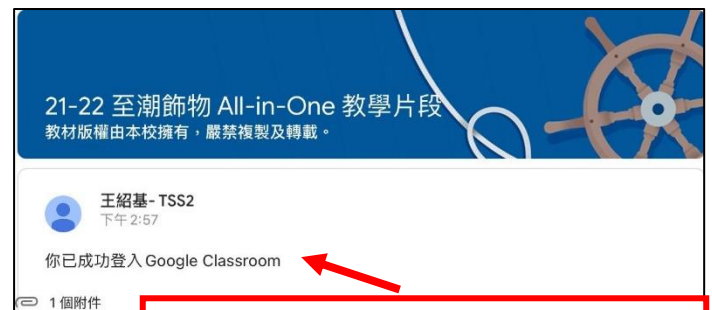 21-22 至潮飾物 All-in-One 教學片段
教材版權由本校擁有，嚴禁複製及轉載。
王紹基- TSS2
下午 2:57
你已成功登入 Google Classroom
1 個附件